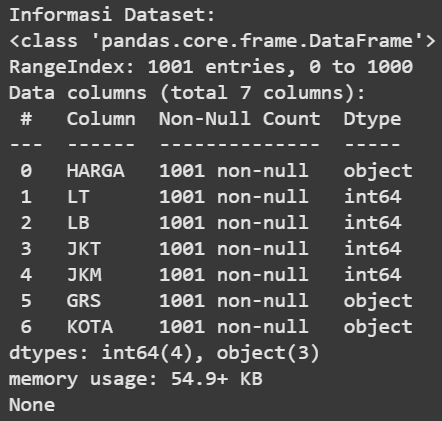 Informasi Dataset:
<class 'pandas.core.frame.DataFrame'>
RangeIndex: 1001 entries, 0 to 1000
Data columns (total 7 columns):
 #   Column  Non-Null Count  Dtype
---  ------  --------------  -----
 0   HARGA   1001 non-null   object
 1   LT      1001 non-null   int64
 2   LB      1001 non-null   int64
 3   JKT     1001 non-null   int64
 4   JKM     1001 non-null   int64
 5   GRS     1001 non-null   object
 6   KOTA    1001 non-null   object
dtypes: int64(4), object(3)
memory usage: 54.9+ KB
None